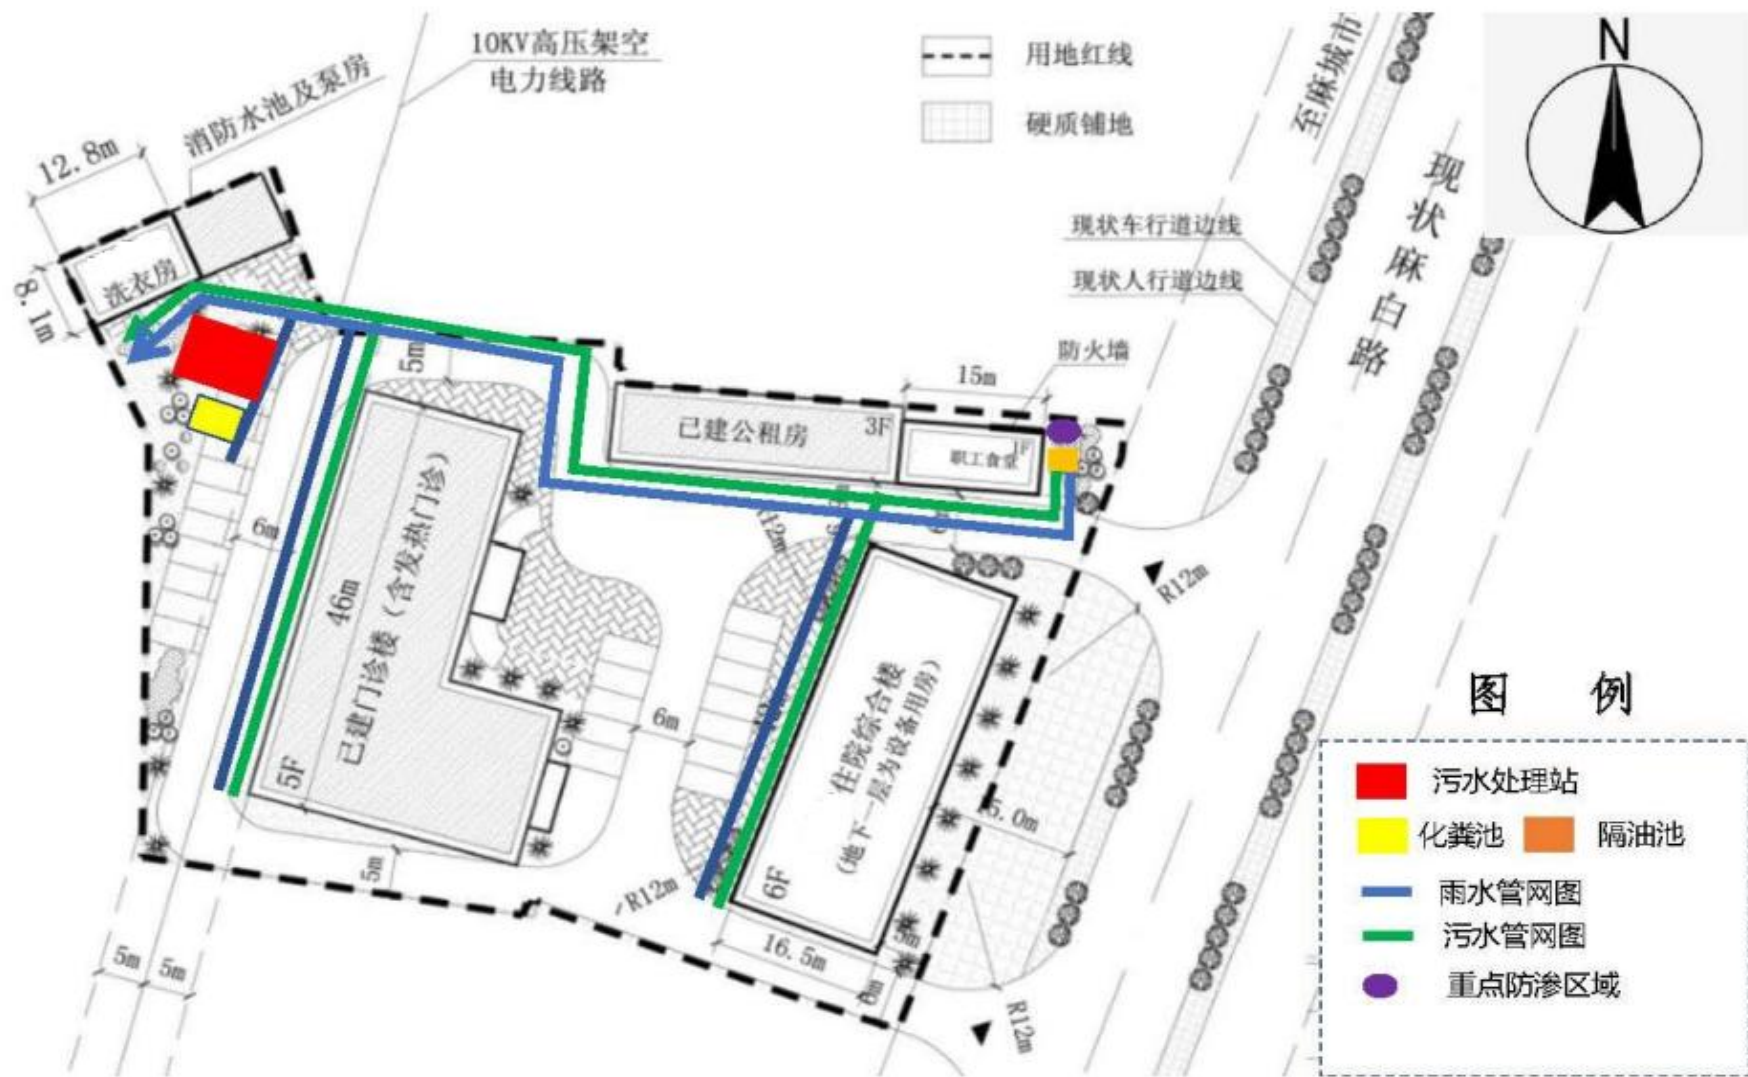 10KV高压架空
电力线路
用地红线
硬质铺地
至麻城市
N
消防水池及泵房
12.8m
8.1m
洗衣房
现状麻白路
现状车行道边线
现状人行道边线
防火墙
15m
5m
已建公租房
3F
1F
职工食堂
R12m
6m
46m
已建门诊楼(含发热门诊)
5F
6m
R12m
住院综合楼
(地下一层为设备用房)
6F
5.0m
5m
R12m
16.5m
5m
6m
5m
5m
R12m
图 例
污水处理站
化粪池
隔油池
雨水管网图
污水管网图
重点防渗区域